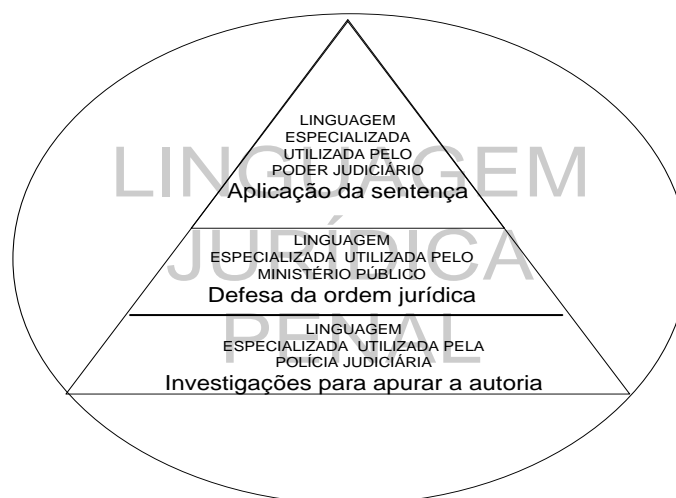 LINGUAGEM
ESPECIALIZADA
UTILIZADA PELO
PODER JUDICIÁRIO
Aplicação da sentença
LINGUAGEM
LINGUAGEM
ESPECIALIZADA UTILIZADA PELO
MINISTÉRIO PÚBLICO
Defesa da ordem jurídica
JURÍDICA
LINGUAGEM
ESPECIALIZADA UTILIZADA PELA
POLÍCIA JUDICIÁRIA
Investigações para apurar a autoria
PENAL